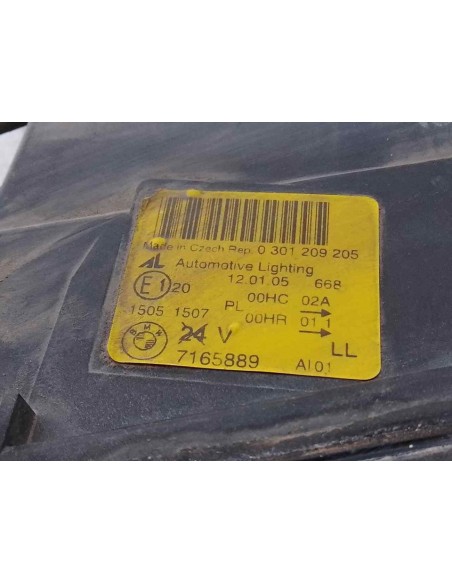 Made in Czech Rep. 0 301 209 205
AL Automotive Lighting
12.01.05 668
E1 20 00HC 02A
PL
1505 1507 00HR 01 1
BMW 24 V LL
7165889 AI01